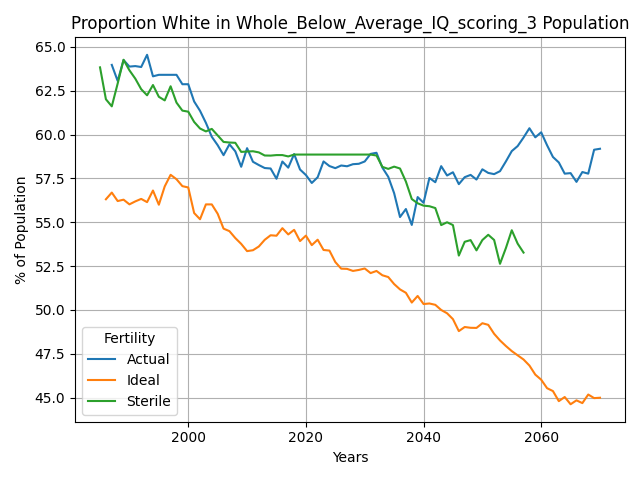 Proportion White in Whole_Below_Average_IQ_scoring_3 Population
65.0
62.5
60.0
57.5
55.0
52.5
50.0
47.5
45.0
% of Population
Fertility
Actual
Ideal
Sterile
2000 2020 2040 2060
Years